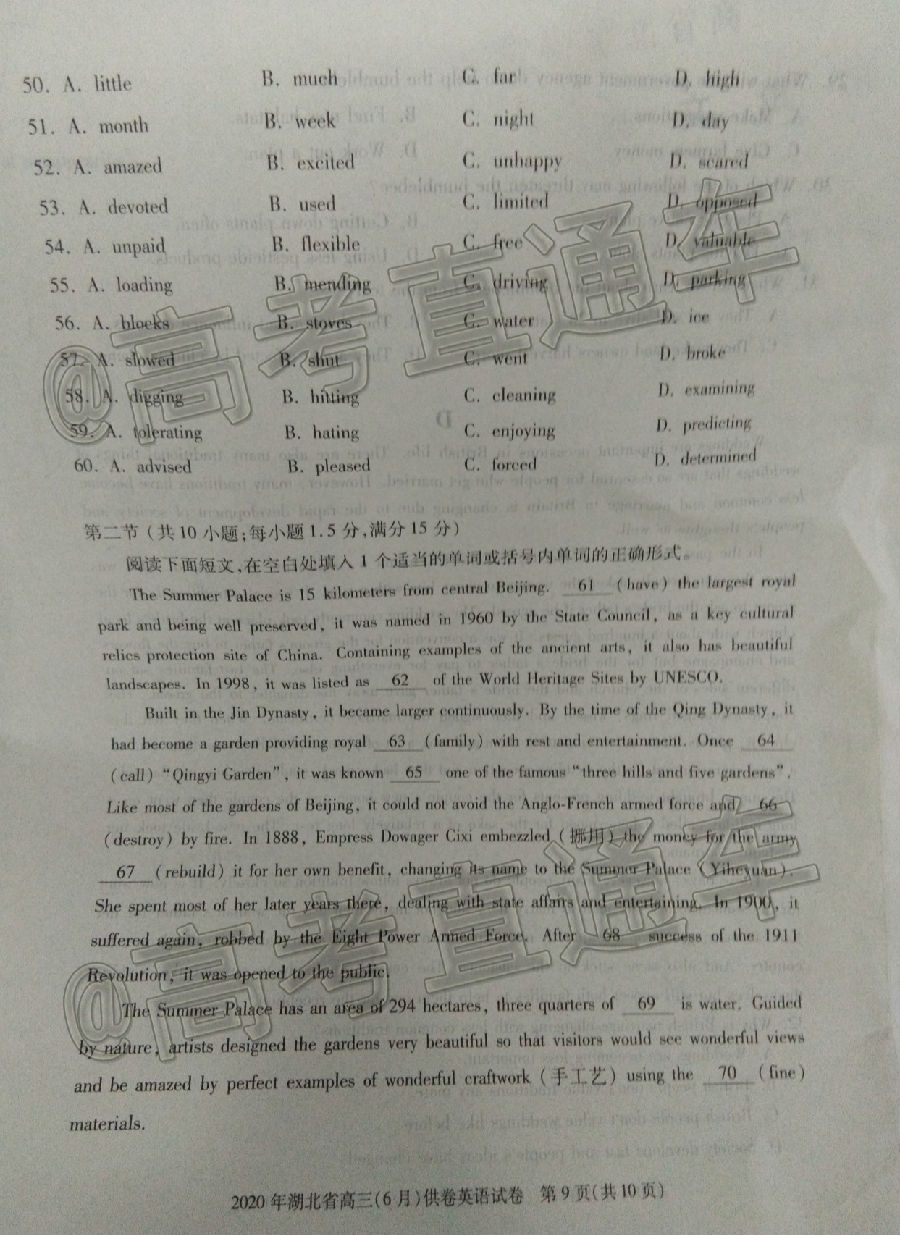 50. A. little B. much C. far D. high
51. A. month B. week C. night D. day
52. A. amazed B. excited C. unhappy D. scared
53. A. devoted B. used C. limited D. opposed
54. A. unpaid B. flexible C. free D. valuable
55. A. loading B. mending C. driving D. parking
56. A. blocks B. stoves C. water D. ice
57. A. slowed B. shut C. went D. broke
58. A. digging B. hitting C. cleaning D. examining
59. A. tolerating B. hating C. enjoying D. predicting
60. A. advised B. pleased C. forced D. determined
第二节(共10小题;每小题1.5分,满分15分)
阅读下面短文,在空白处填入1个适当的单词或括号内单词的正确形式。
The Summer Palace is 15 kilometers from central Beijing. 61 (have) the largest royal
park and being well preserved, it was named in 1960 by the State Council, as a key cultural
relics protection site of China. Containing examples of the ancient arts, it also has beautiful
landscapes. In 1998, it was listed as 62 of the World Heritage Sites by UNESCO.
Built in the Jin Dynasty, it became larger continuously. By the time of the Qing Dynasty, it
had become a garden providing royal 63 (family) with rest and entertainment. Once 64
(call) “Qingyi Garden”, it was known 65 one of the famous “three hills and five gardens”.
Like most of the gardens of Beijing, it could not avoid the Anglo-French armed force and 66
(destroy) by fire. In 1888, Empress Dowager Cixi embezzled (挪用) the money for the army
67 (rebuild) it for her own benefit, changing its name to the Summer Palace (Yiheyuan).
She spent most of her later years there, dealing with state affairs and entertaining. In 1900, it
suffered again, robbed by the Eight Power Armed Force. After 68 success of the 1911
Revolution, it was opened to the public.
The Summer Palace has an area of 294 hectares, three quarters of 69 is water. Guided
by nature, artists designed the gardens very beautiful so that visitors would see wonderful views
and be amazed by perfect examples of wonderful craftwork (手工艺) using the 70 (fine)
materials.
2020年湖北省高三(6月)供卷英语试卷 第9页(共10页)
@高考直通车
@高考直通车